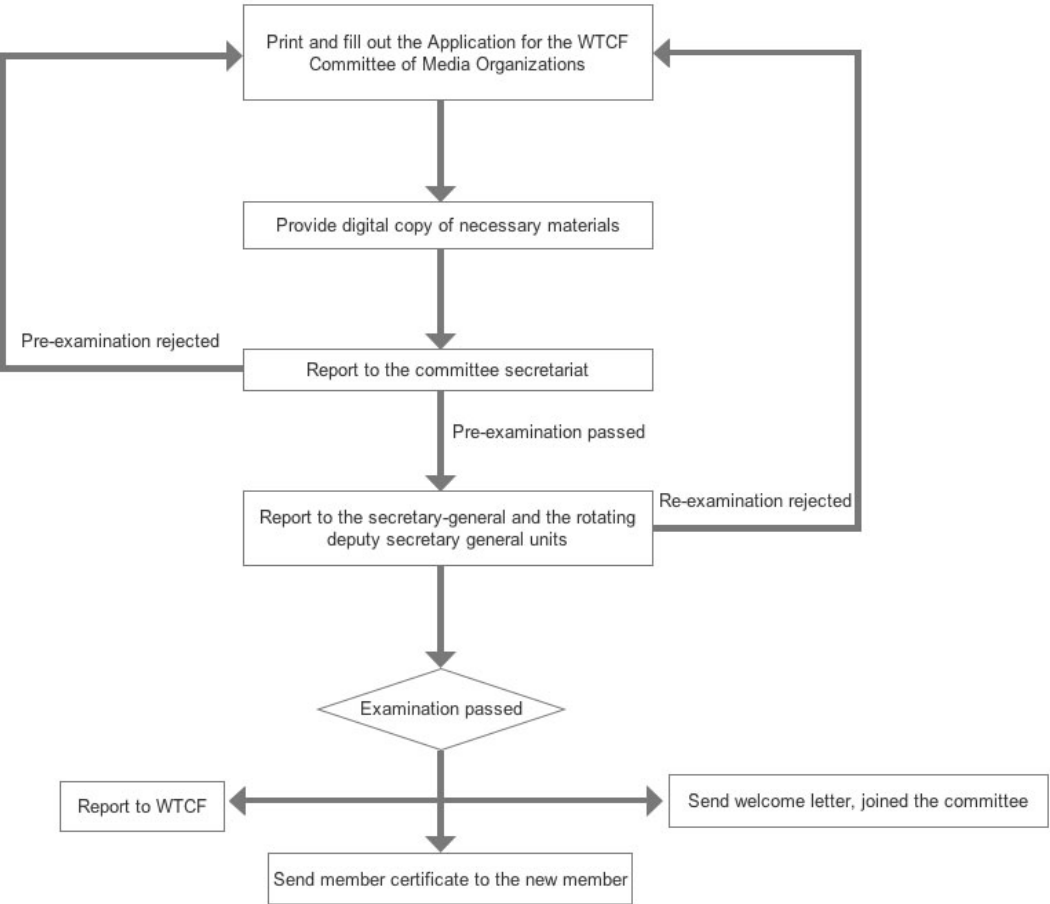 Print and fill out the Application for the WTCF
Committee of Media Organizations
Provide digital copy of necessary materials
Pre-examination rejected
Report to the committee secretariat
Pre-examination passed
Report to the secretary-general and the rotating
deputy secretary general units
Re-examination rejected
Examination passed
Report to WTCF
Send welcome letter, joined the committee
Send member certificate to the new member